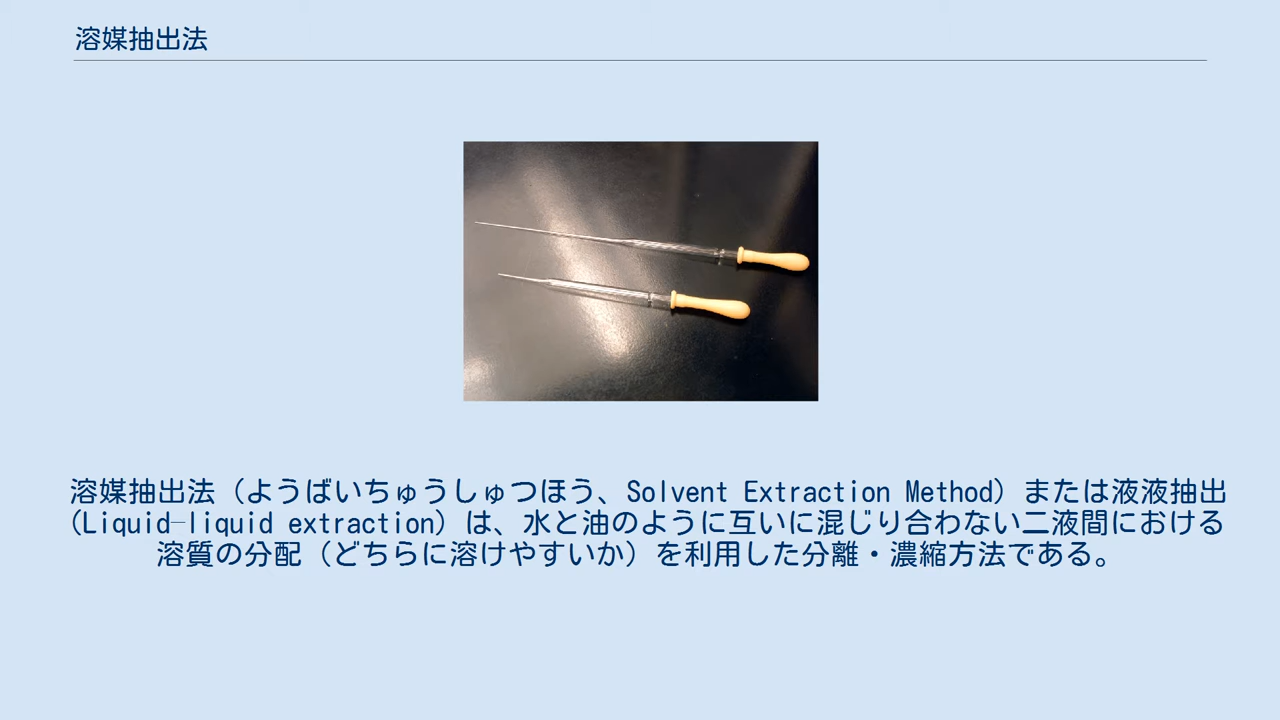 溶媒抽出法
溶媒抽出法（ようばいちゅうしゅつほう、Solvent Extraction Method）または液液抽出
(Liquid–liquid extraction）は、水と油のように互いに混じり合わない二液間における
溶質の分配（どちらに溶けやすいか）を利用した分離・濃縮方法である。